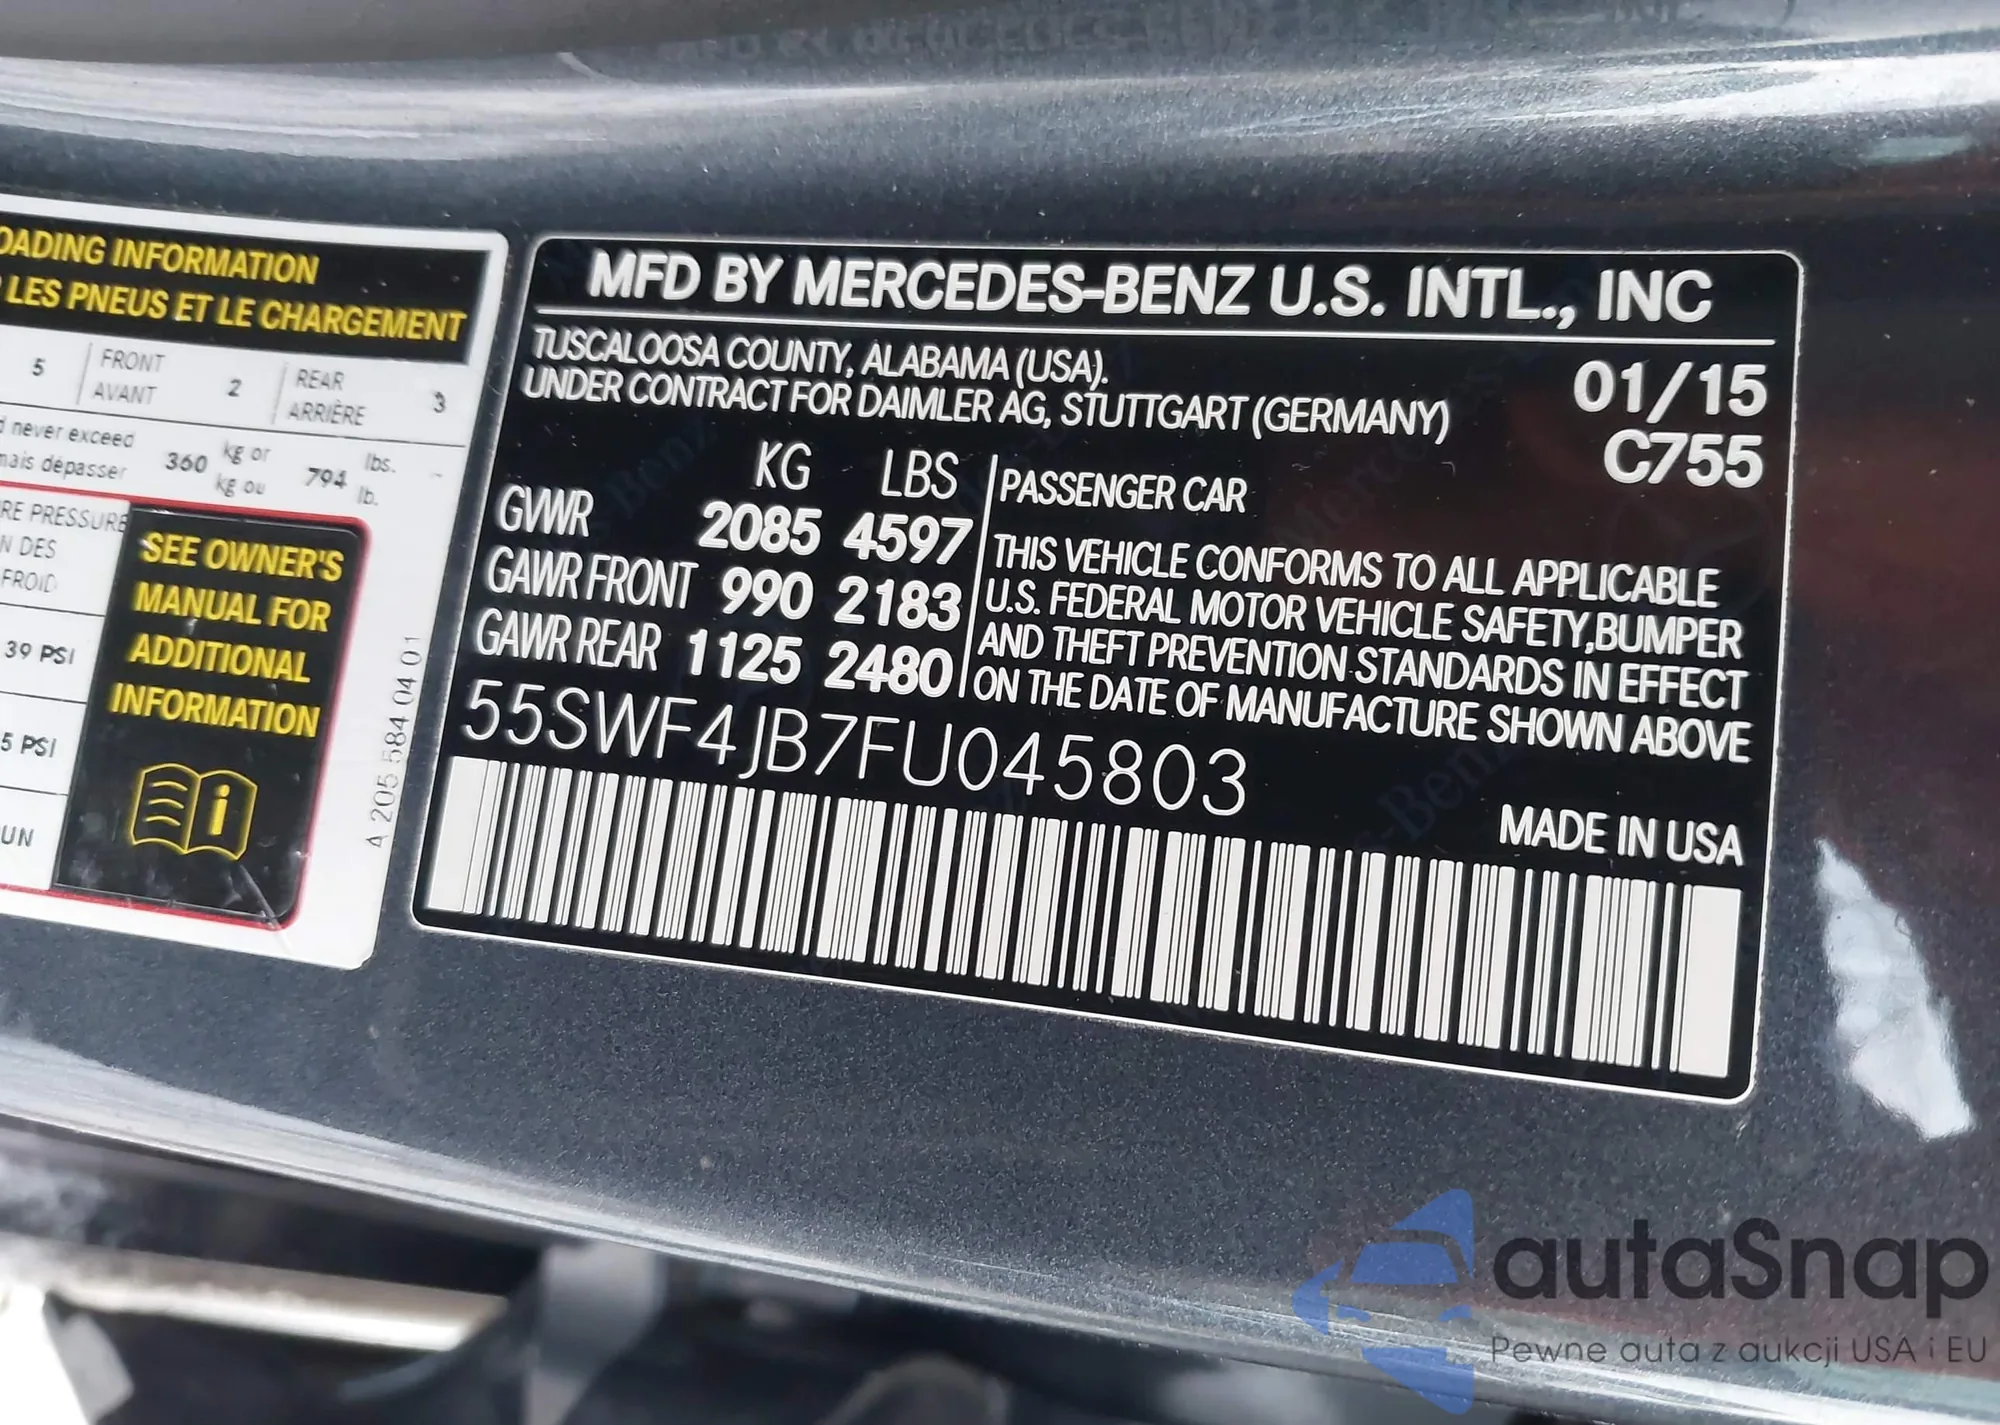 OADING INFORMATION
LES PNEUS ET LE CHARGEMENT
5 FRONT AVANT 2 REAR ARRIÈRE 3
never exceed 360 kg or 794 lbs.
mais dépasser kg ou lb.
RE PRESSURE
N DES
FROID
39 PSI
5 PSI
UN
SEE OWNER'S
MANUAL FOR
ADDITIONAL
INFORMATION
A 205 584 04 01
MFD BY MERCEDES-BENZ U.S. INTL., INC
TUSCALOOSA COUNTY, ALABAMA (USA).
UNDER CONTRACT FOR DAIMLER AG, STUTTGART (GERMANY)
01/15
C755
KG LBS
GVWR 2085 4597
GAWR FRONT 990 2183
GAWR REAR 1125 2480
PASSENGER CAR
THIS VEHICLE CONFORMS TO ALL APPLICABLE
U.S. FEDERAL MOTOR VEHICLE SAFETY,BUMPER
AND THEFT PREVENTION STANDARDS IN EFFECT
ON THE DATE OF MANUFACTURE SHOWN ABOVE
55SWF4JB7FU045803
MADE IN USA
autaSnap
Pewne auta z aukcji USA i EU